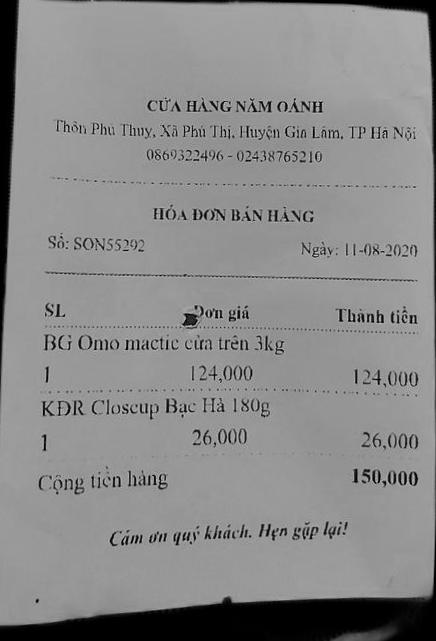 CỬA HÀNG NĂM OÁNH
Thôn Phú Thuỵ, Xã Phú Thị, Huyện Gia Lâm, TP Hà Nội
0869322496 - 02438765210
HÓA ĐƠN BÁN HÀNG
Số: SON55292 Ngày: 11-08-2020
SL Đơn giá Thành tiền
BG Omo mactic cửa trên 3kg
1 124,000 124,000
KĐR Closeup Bạc Hà 180g
1 26,000 26,000
Cộng tiền hàng 150,000
Cảm ơn quý khách. Hẹn gặp lại!